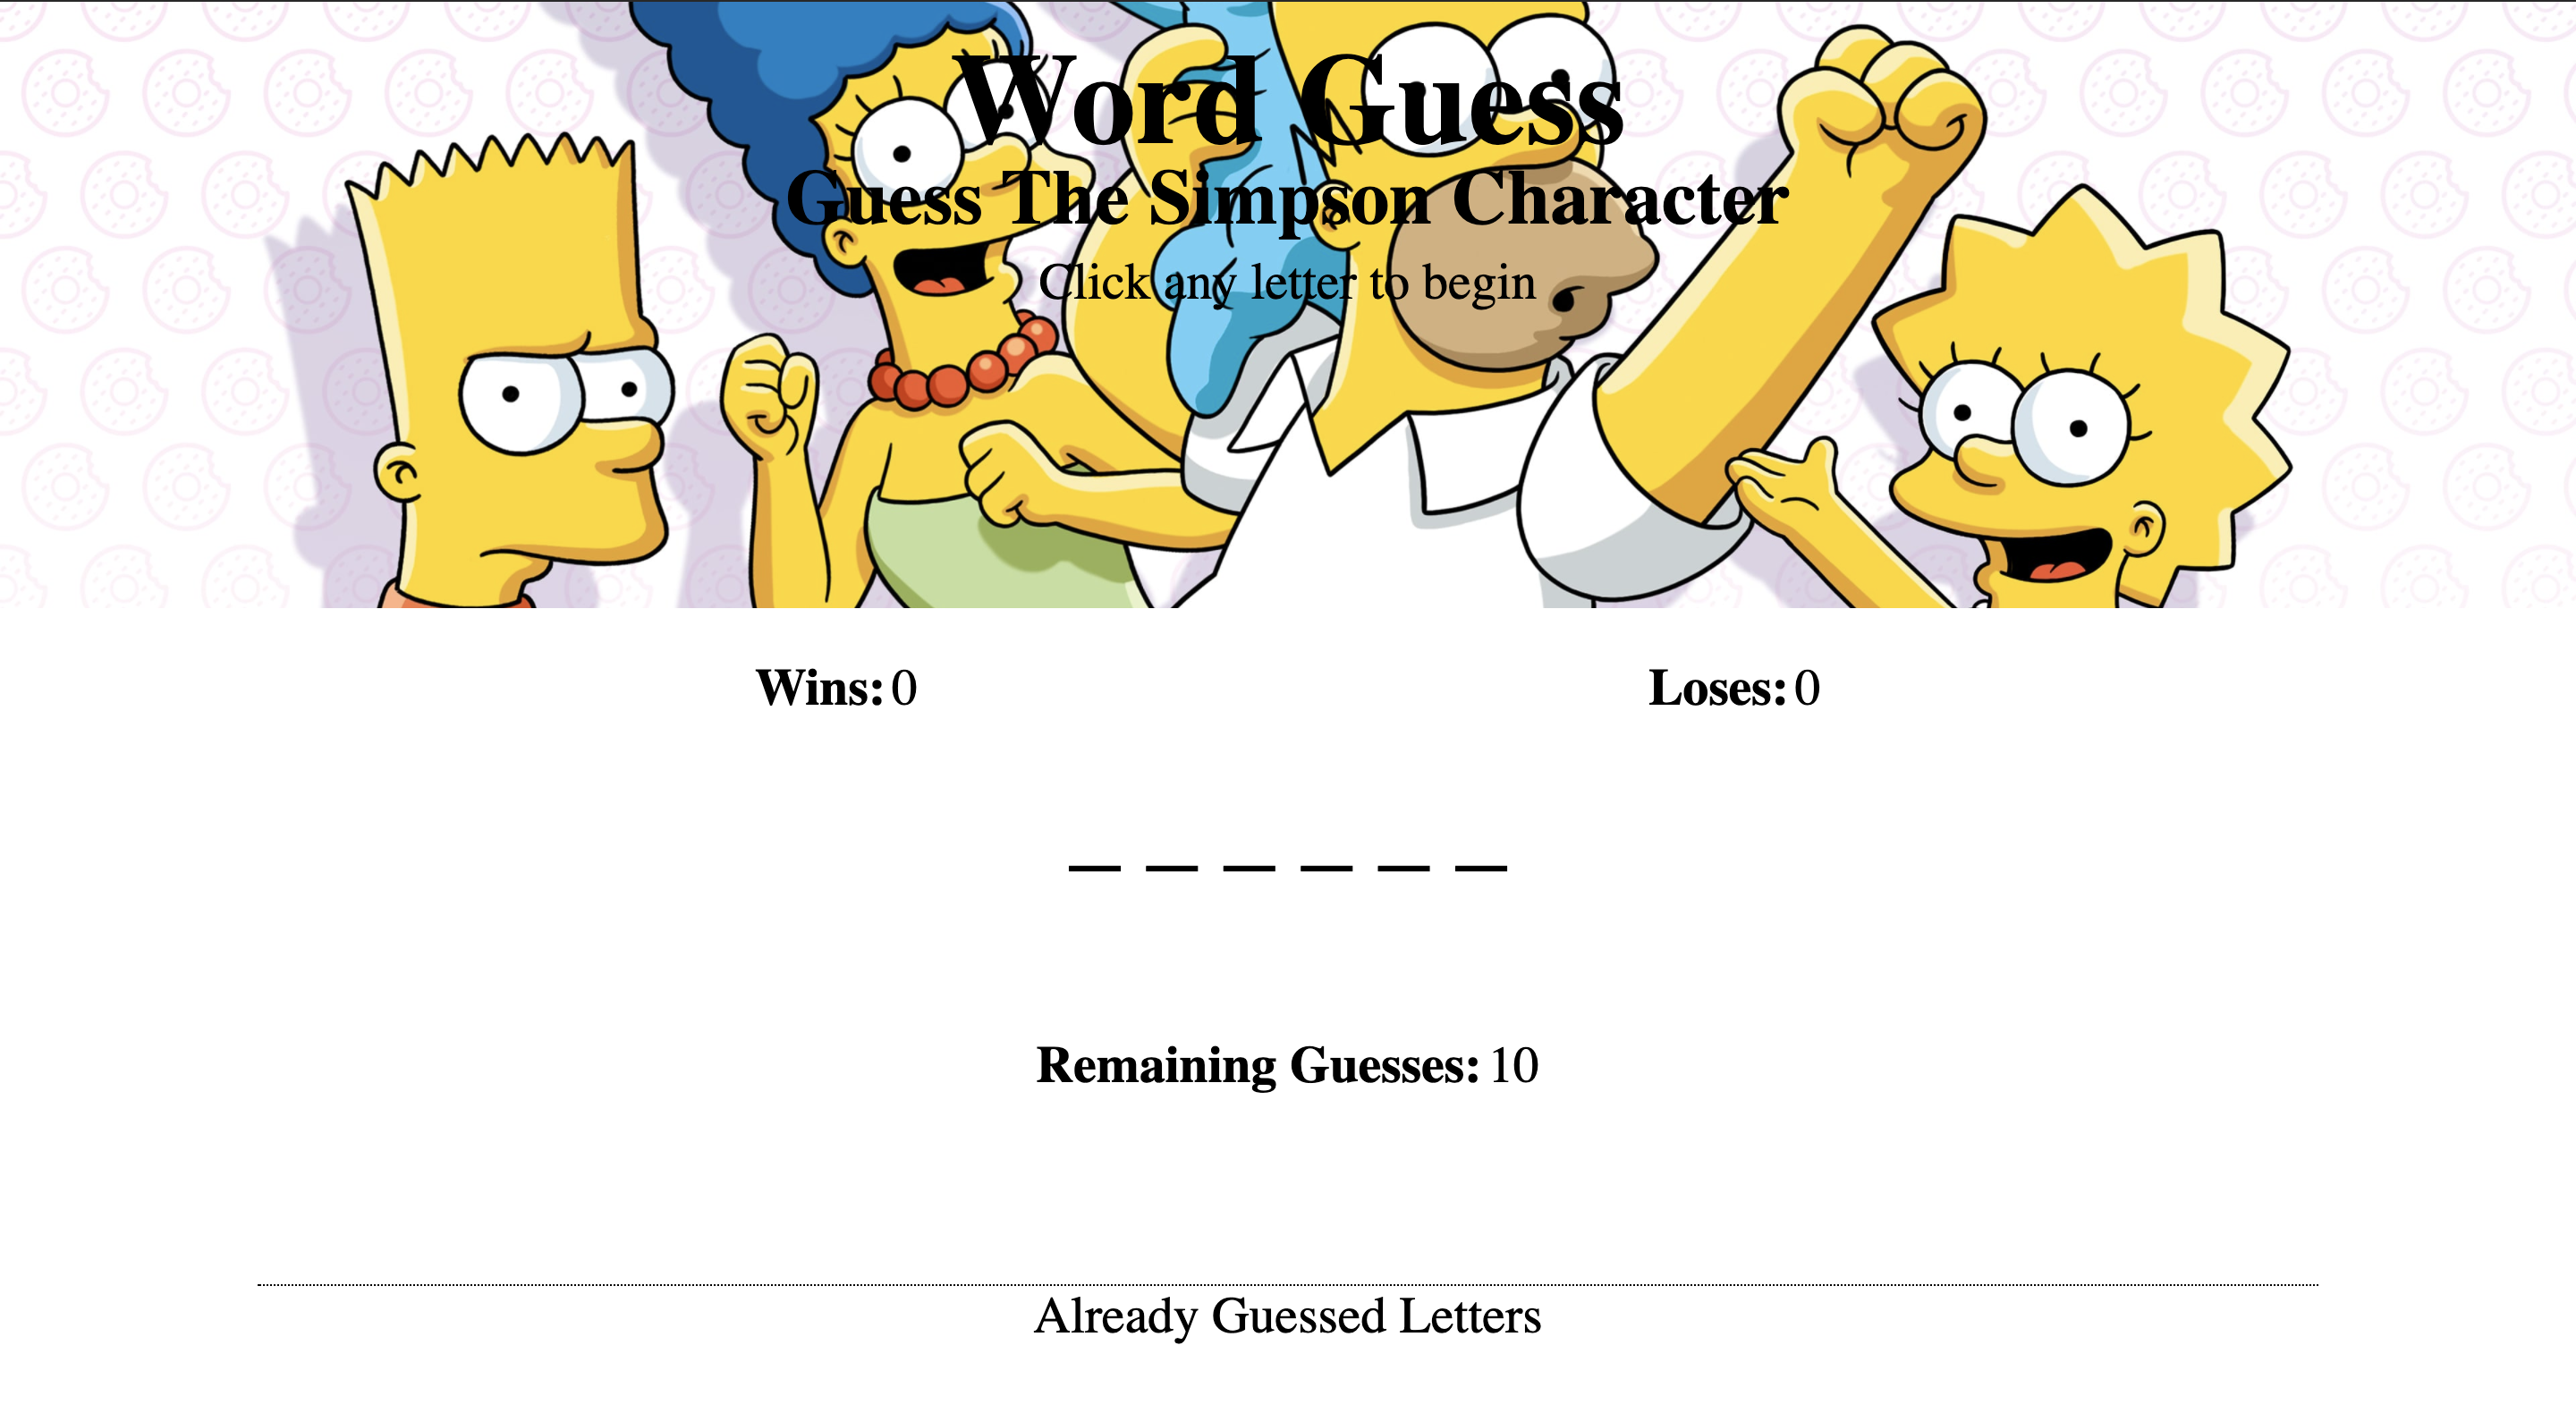 Word Guess
Guess The Simpson Character
Click any letter to begin
Wins: 0 Loses: 0
_ _ _ _ _ _
Remaining Guesses: 10
Already Guessed Letters